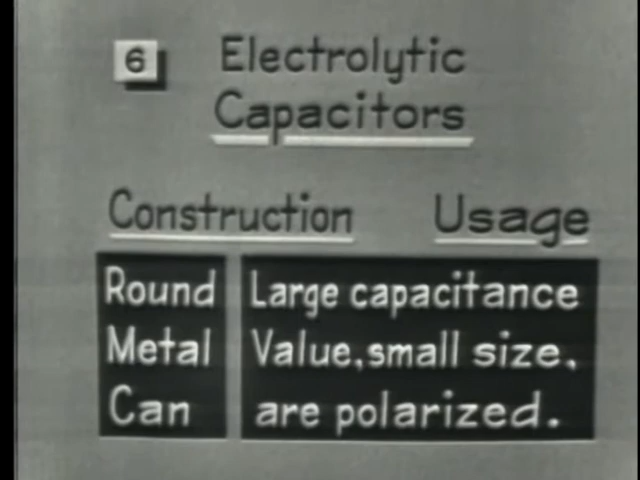 6 Electrolytic
Capacitors
Construction Usage
Round Large capacitance
Metal Value, small size,
Can are polarized.